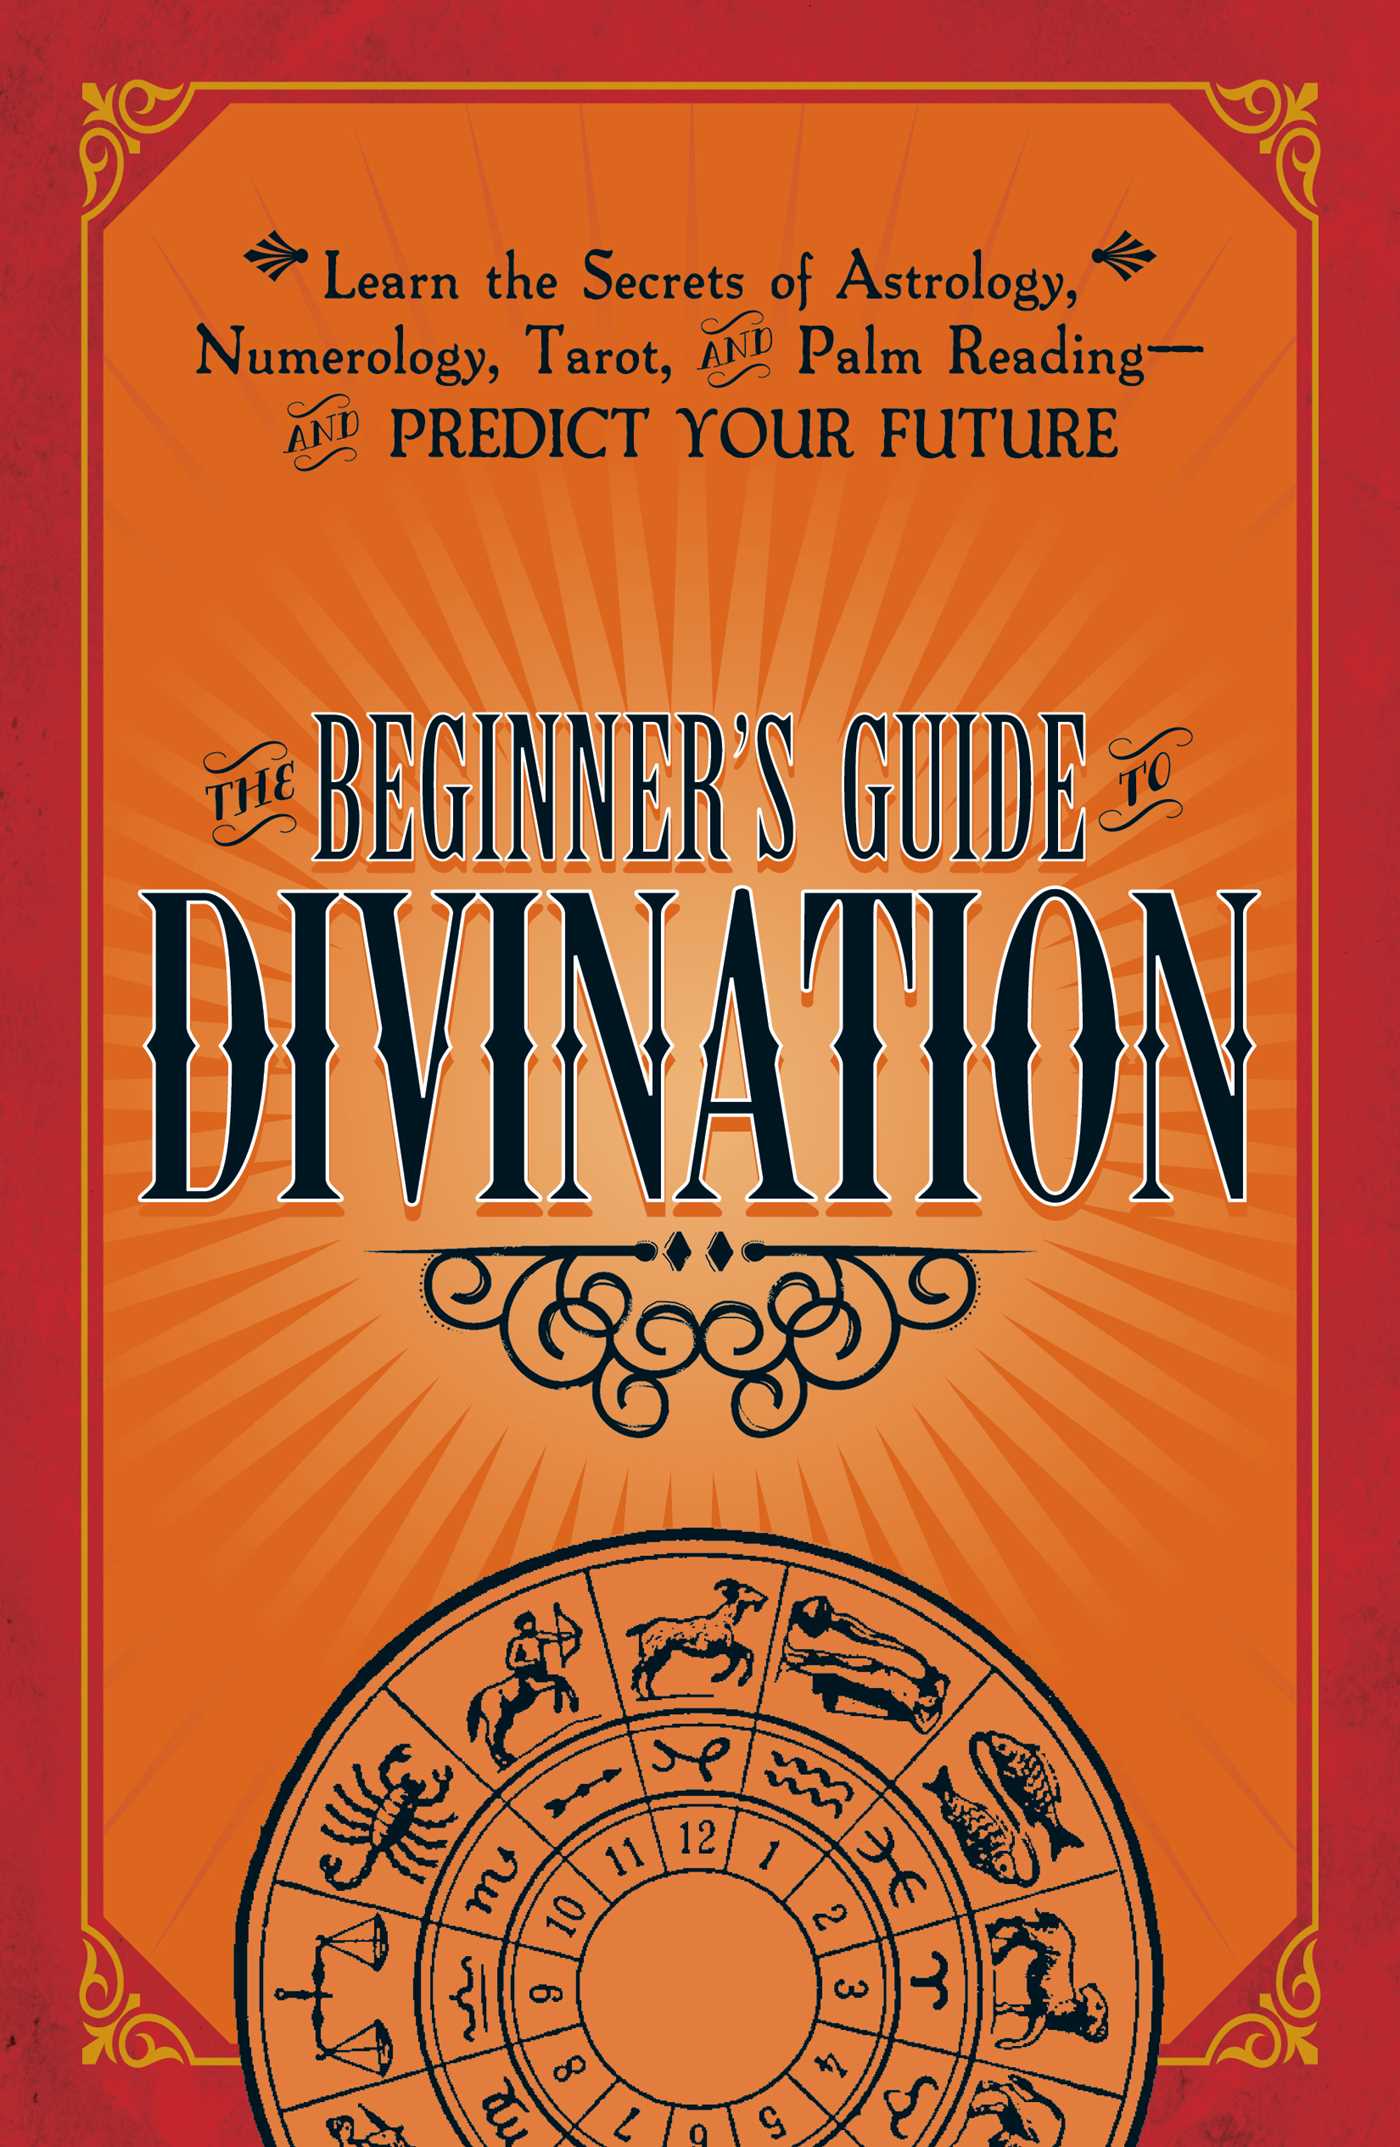 Learn the Secrets of Astrology,
Numerology, Tarot, AND Palm Reading—
AND PREDICT YOUR FUTURE
THE BEGINNER'S GUIDE TO
DIVINATION
12
11
1
10
2
9
3
8
4
7
6
5